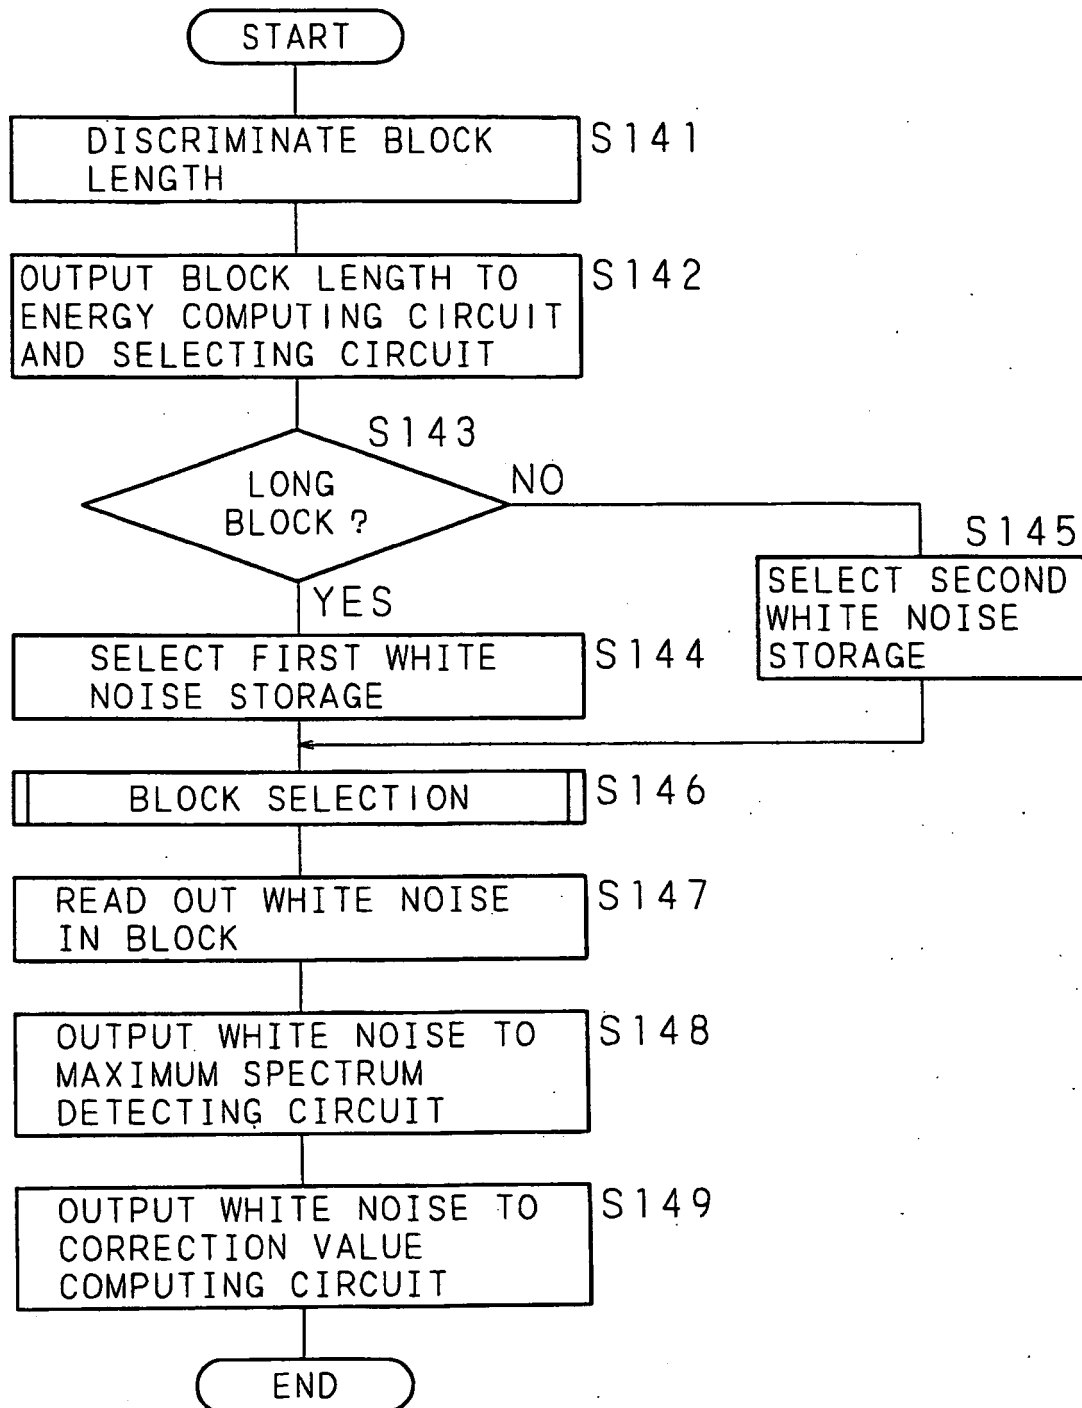 START
DISCRIMINATE BLOCK
LENGTH
S141
OUTPUT BLOCK LENGTH TO
ENERGY COMPUTING CIRCUIT
AND SELECTING CIRCUIT
S142
S143
LONG
BLOCK?
NO
YES
S145
SELECT SECOND
WHITE NOISE
STORAGE
SELECT FIRST WHITE
NOISE STORAGE
S144
BLOCK SELECTION
S146
READ OUT WHITE NOISE
IN BLOCK
S147
OUTPUT WHITE NOISE TO
MAXIMUM SPECTRUM
DETECTING CIRCUIT
S148
OUTPUT WHITE NOISE TO
CORRECTION VALUE
COMPUTING CIRCUIT
S149
END